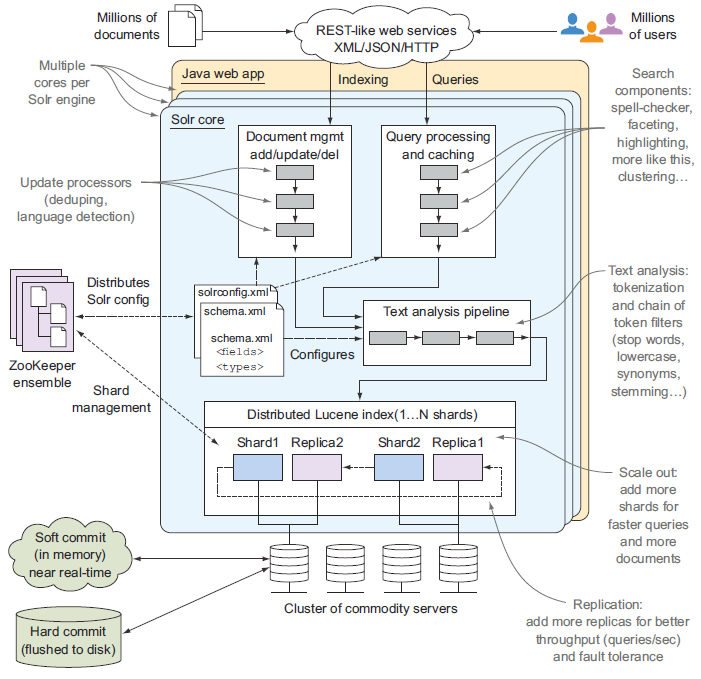 Millions of
documents
REST-like web services
XML/JSON/HTTP
Millions
of users
Multiple
cores per
Solr engine
Java web app
Indexing
Queries
Solr core
Search
components:
spell-checker,
faceting,
highlighting,
more like this,
clustering…
Document mgmt
add/update/del
Query processing
and caching
Update processors
(deduping,
language detection)
Distributes
Solr config
ZooKeeper
ensemble
solrconfig.xml
schema.xml
schema.xml
<fields>
<types>
Configures
Text analysis pipeline
Text analysis:
tokenization
and chain of
token filters
(stop words,
lowercase,
synonyms,
stemming…)
Shard
management
Distributed Lucene index(1…N shards)
Shard1
Replica2
Shard2
Replica1
Scale out:
add more
shards for
faster queries
and more
documents
Soft commit
(in memory)
near real-time
Hard commit
(flushed to disk)
Cluster of commodity servers
Replication:
add more replicas for better
throughput (queries/sec)
and fault tolerance